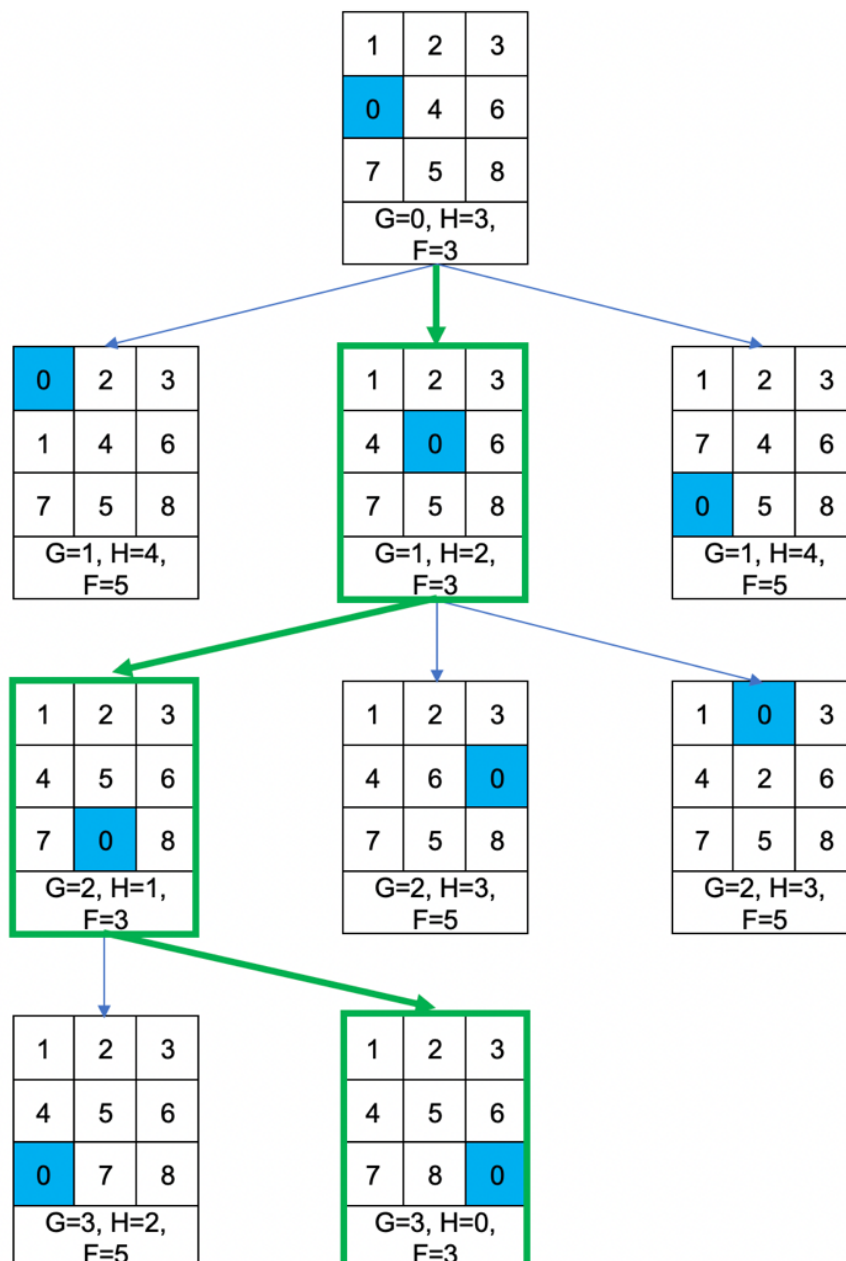 1 2 3
0 4 6
7 5 8
G=0, H=3,
F=3
0 2 3
1 4 6
7 5 8
G=1, H=4,
F=5
1 2 3
4 0 6
7 5 8
G=1, H=2,
F=3
1 2 3
7 4 6
0 5 8
G=1, H=4,
F=5
1 2 3
4 5 6
7 0 8
G=2, H=1,
F=3
1 2 3
4 6 0
7 5 8
G=2, H=3,
F=5
1 0 3
4 2 6
7 5 8
G=2, H=3,
F=5
1 2 3
4 5 6
0 7 8
G=3, H=2,
F=5
1 2 3
4 5 6
7 8 0
G=3, H=0,
F=3